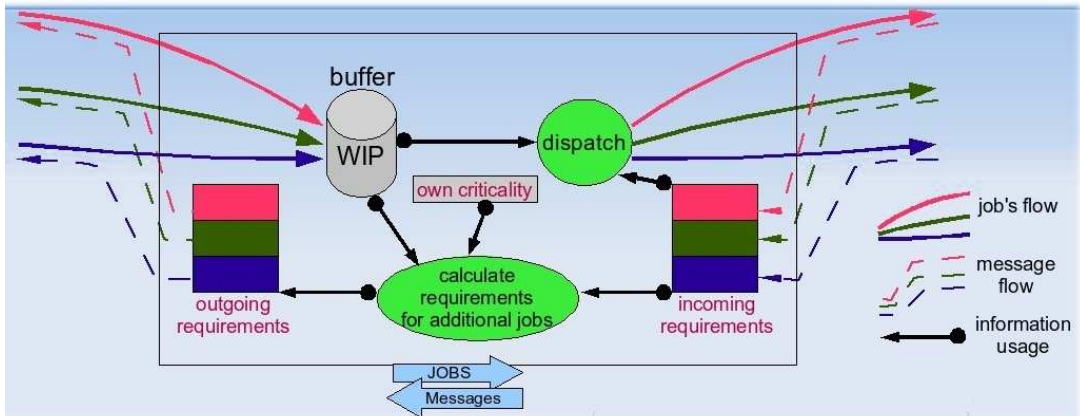 buffer
WIP
dispatch
own criticality
calculate
requirements
for additional jobs
outgoing
requirements
incoming
requirements
JOBS
Messages
job's flow
message
flow
information
usage